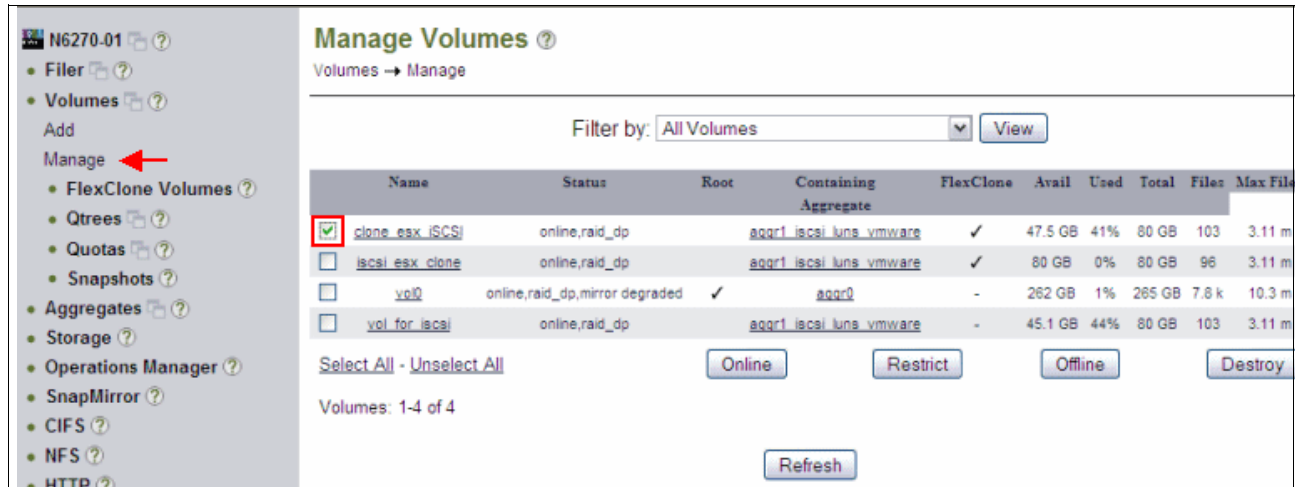 N6270-01
Filer
Volumes
Add
Manage
FlexClone Volumes
Qtrees
Quotas
Snapshots
Aggregates
Storage
Operations Manager
SnapMirror
CIFS
NFS
HTTP
Manage Volumes
Volumes → Manage
Filter by: All Volumes View
Name Status Root Containing Aggregate FlexClone Avail Used Total Files Max File
clone_esx_iSCSI online,raid_dp aggr1_iscsi_luns_vmware ✓ 47.5 GB 41% 80 GB 103 3.11 m
iscsi_esx_clone online,raid_dp aggr1_iscsi_luns_vmware ✓ 80 GB 0% 80 GB 96 3.11 m
vol0 online,raid_dp,mirror degraded ✓ aggr0 - 262 GB 1% 265 GB 7.8 k 10.3 m
vol_for_iscsi online,raid_dp aggr1_iscsi_luns_vmware - 45.1 GB 44% 80 GB 103 3.11 m
Select All - Unselect All Online Restrict Offline Destroy
Volumes: 1-4 of 4
Refresh